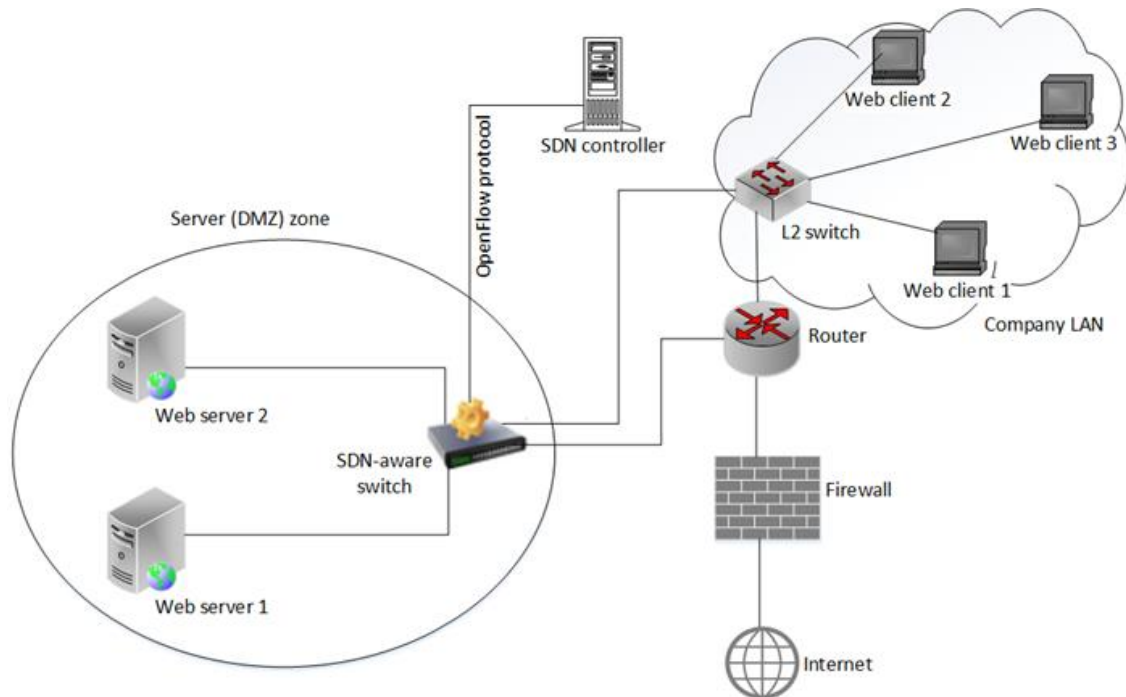 SDN controller
OpenFlow protocol
Web client 2
Web client 3
L2 switch
Web client 1
Company LAN
Router
Server (DMZ) zone
Web server 2
SDN-aware
switch
Web server 1
Firewall
Internet